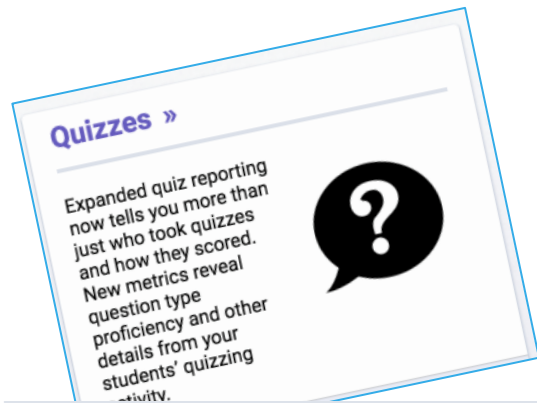 Quizzes »
Expanded quiz reporting
now tells you more than
just who took quizzes
and how they scored.
New metrics reveal
question type
proficiency and other
details from your
students' quizzing
activity.
?